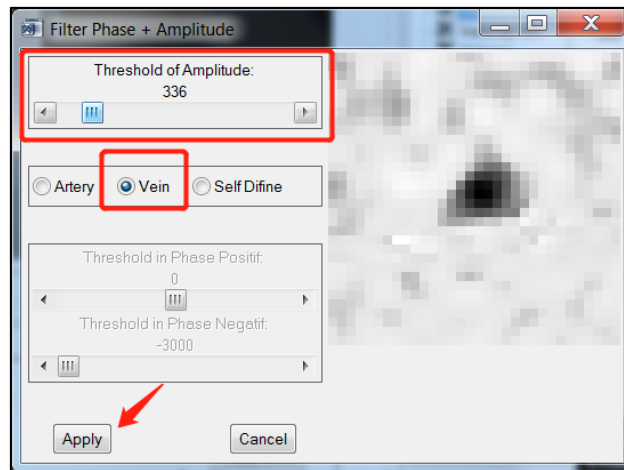 Filter Phase + Amplitude
Threshold of Amplitude:
336
Artery Vein Self Difine
Threshold in Phase Positif:
0
Threshold in Phase Negatif:
-3000
Apply Cancel